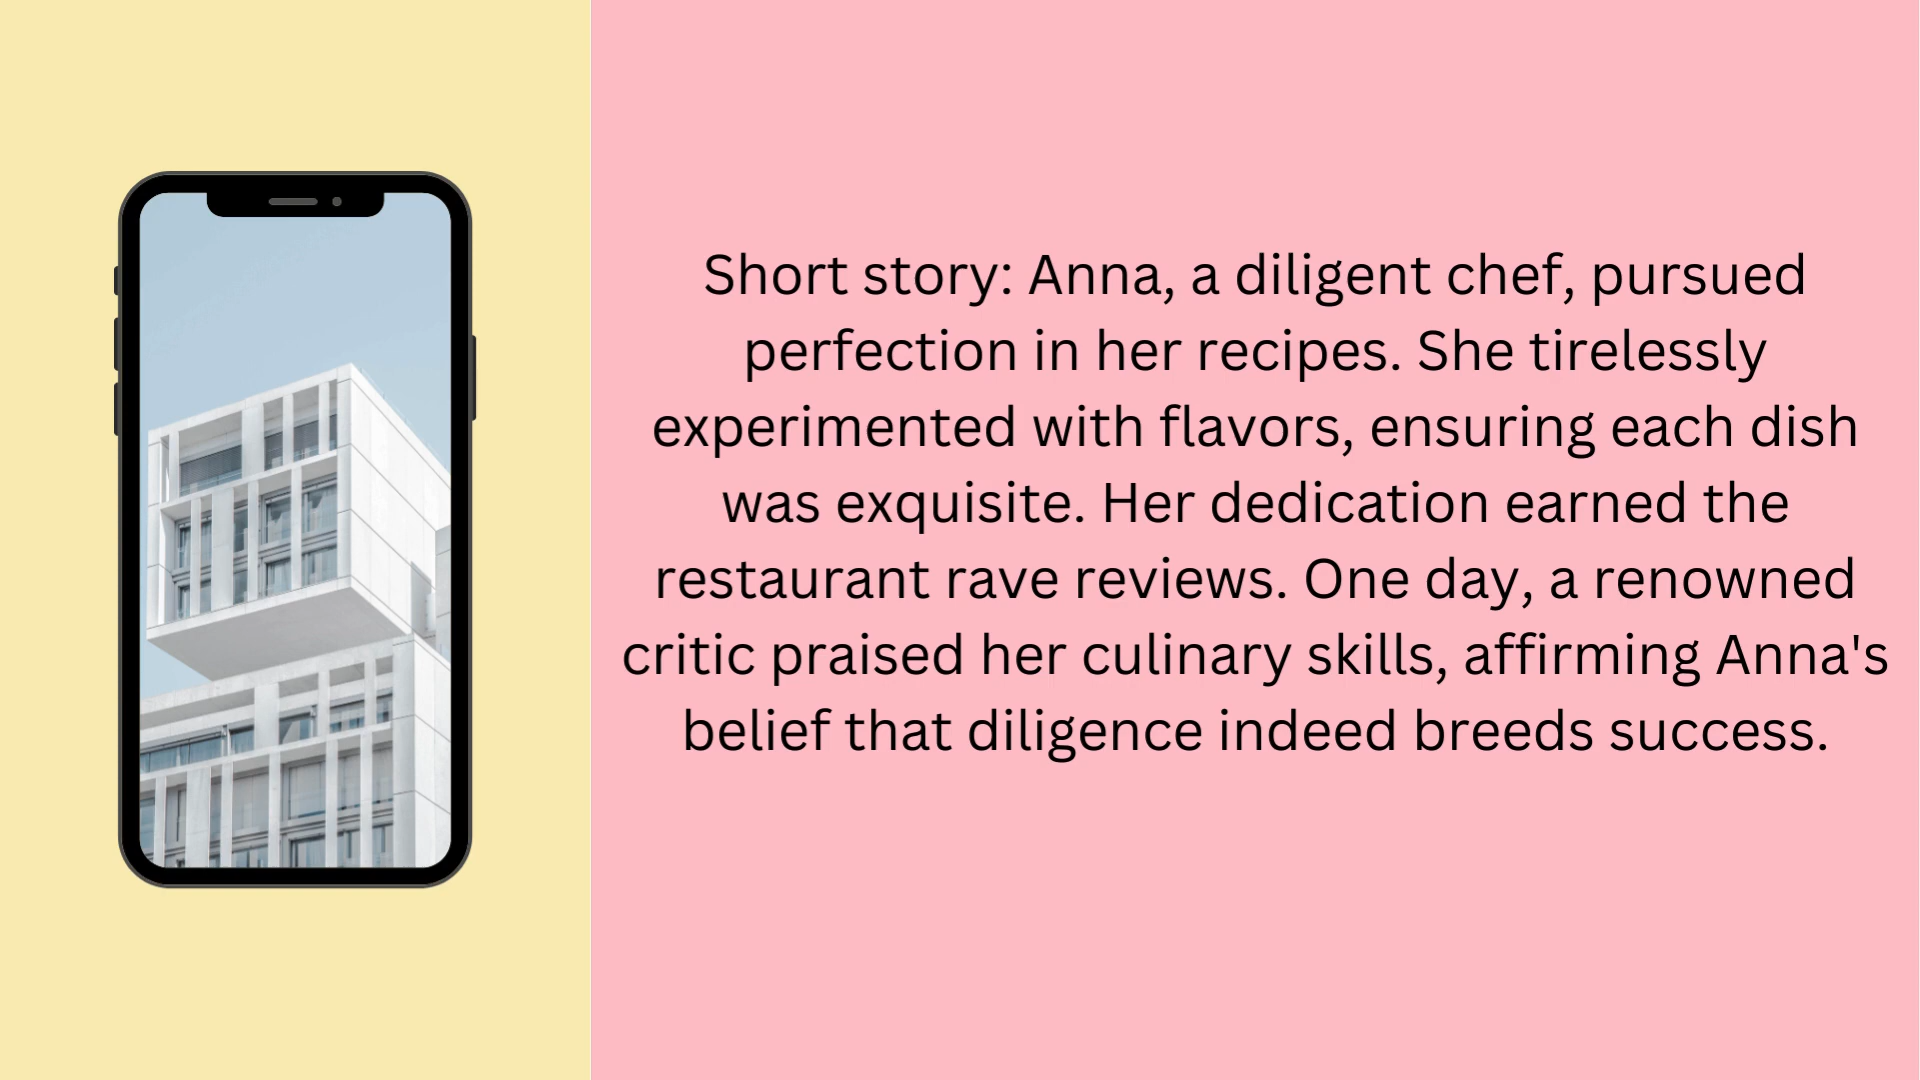 Short story: Anna, a diligent chef, pursued
perfection in her recipes. She tirelessly
experimented with flavors, ensuring each dish
was exquisite. Her dedication earned the
restaurant rave reviews. One day, a renowned
critic praised her culinary skills, affirming Anna's
belief that diligence indeed breeds success.